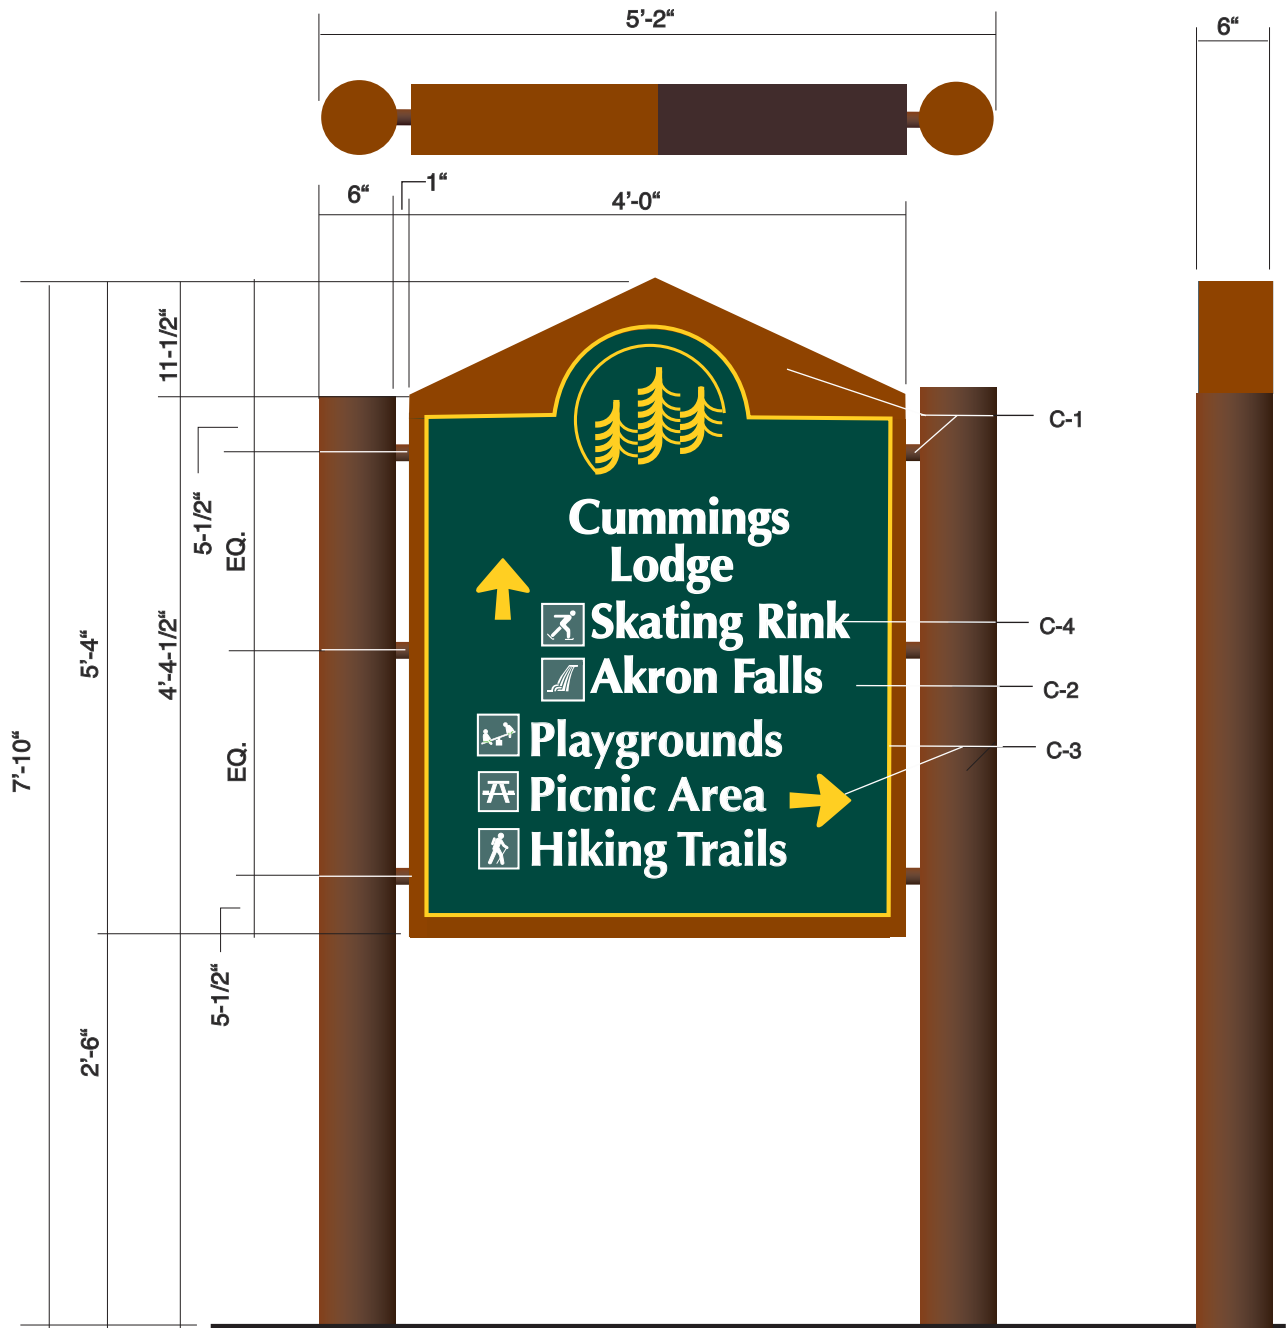 5'-2“
6“
6“
1“
4'-0“
11-1/2“
C-1
5-1/2“
EQ.
Cummings
Lodge
Skating Rink
C-4
5'-4“
4'-4-1/2“
Akron Falls
C-2
Playgrounds
C-3
7'-10“
EQ.
Picnic Area
Hiking Trails
5-1/2“
2'-6“